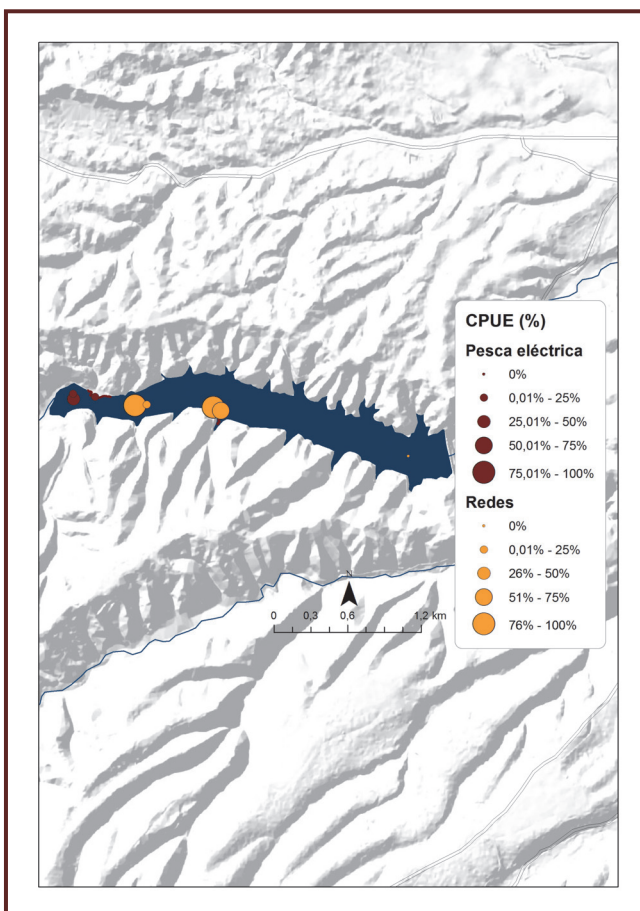 CPUE (%)
Pesca eléctrica
0%
0,01% - 25%
25,01% - 50%
50,01% - 75%
75,01% - 100%
Redes
0%
0,01% - 25%
26% - 50%
51% - 75%
76% - 100%
N
0 0,3 0,6 1,2 km